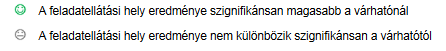 A feladatellátási hely eredménye szignifikánsan magasabb a várhatónál
A feladatellátási hely eredménye nem különbözik szignifikánsan a várhatótól